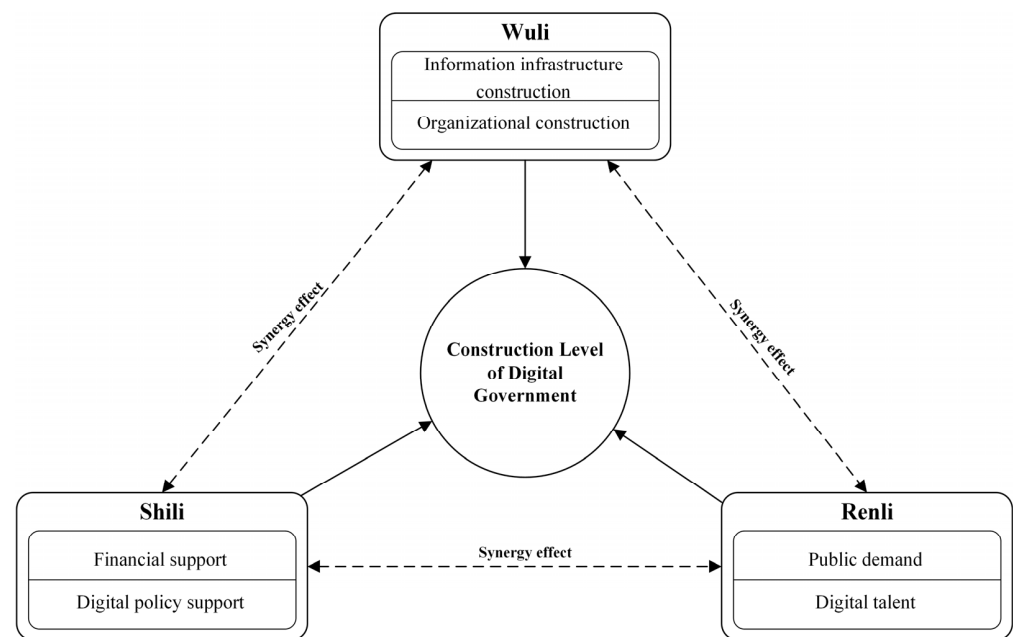 Wuli
Information infrastructure
construction
Organizational construction
Synergy effect
Synergy effect
Construction Level
of Digital
Government
Shili
Financial support
Digital policy support
Synergy effect
Renli
Public demand
Digital talent